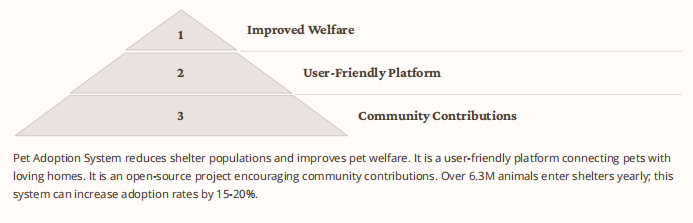 1 Improved Welfare
2 User-Friendly Platform
3 Community Contributions
Pet Adoption System reduces shelter populations and improves pet welfare. It is a user-friendly platform connecting pets with
loving homes. It is an open-source project encouraging community contributions. Over 6.3M animals enter shelters yearly; this
system can increase adoption rates by 15-20%.